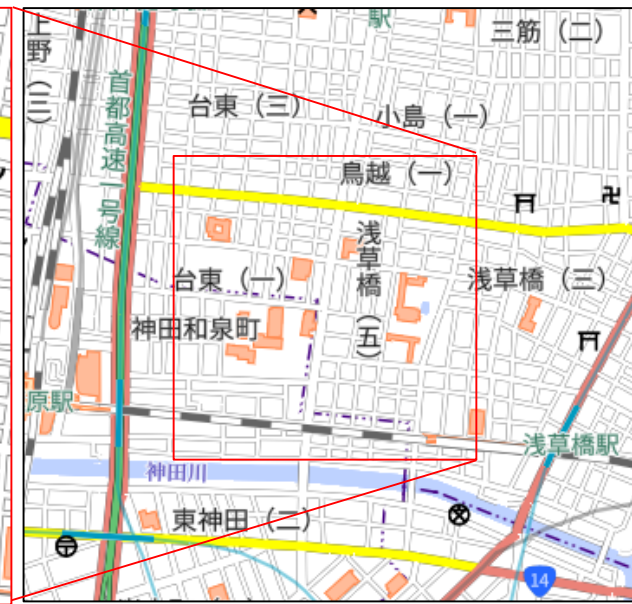 駅
三筋（二）
上野（三）
首都高速一号線
台東（三）
小島（一）
鳥越（一）
浅草橋（五）
台東（一）
浅草橋（三）
神田和泉町
原駅
浅草橋駅
神田川
東神田（二）
14